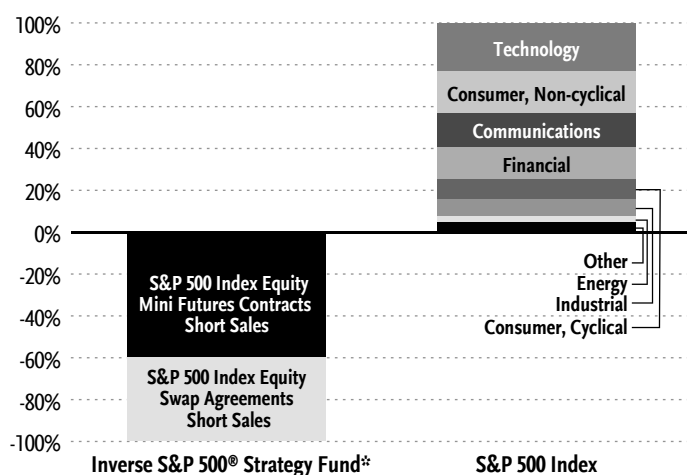 100%
80%
60%
40%
20%
0%
-20%
-40%
-60%
-80%
-100%
Technology
Consumer, Non-cyclical
Communications
Financial
Other
Energy
Industrial
Consumer, Cyclical
S&P 500 Index Equity
Mini Futures Contracts
Short Sales
S&P 500 Index Equity
Swap Agreements
Short Sales
Inverse S&P 500® Strategy Fund*
S&P 500 Index